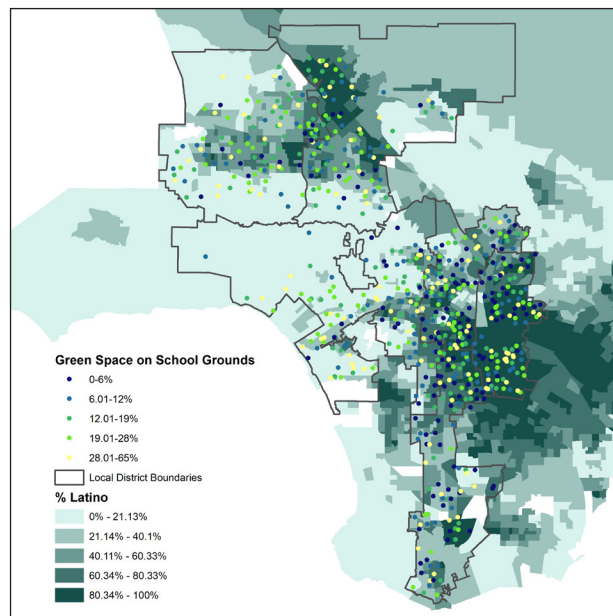 Green Space on School Grounds
0-6%
6.01-12%
12.01-19%
19.01-28%
28.01-65%
Local District Boundaries
% Latino
0% - 21.13%
21.14% - 40.1%
40.11% - 60.33%
60.34% - 80.33%
80.34% - 100%